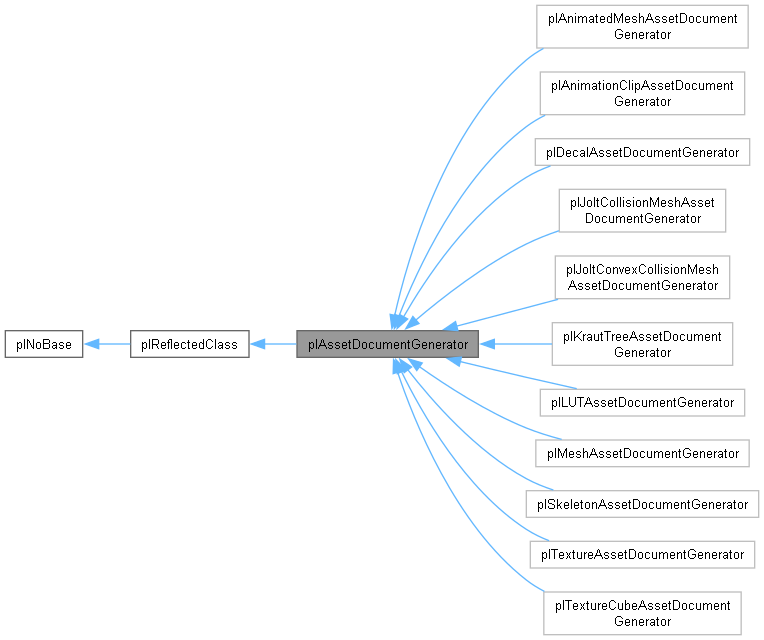 plAnimatedMeshAssetDocument
Generator
plAnimationClipAssetDocument
Generator
plDecalAssetDocumentGenerator
plJoltCollisionMeshAsset
DocumentGenerator
plJoltConvexCollisionMesh
AssetDocumentGenerator
plNoBase
plReflectedClass
plAssetDocumentGenerator
plKrautTreeAssetDocument
Generator
plLUTAssetDocumentGenerator
plMeshAssetDocumentGenerator
plSkeletonAssetDocumentGenerator
plTextureAssetDocumentGenerator
plTextureCubeAssetDocument
Generator